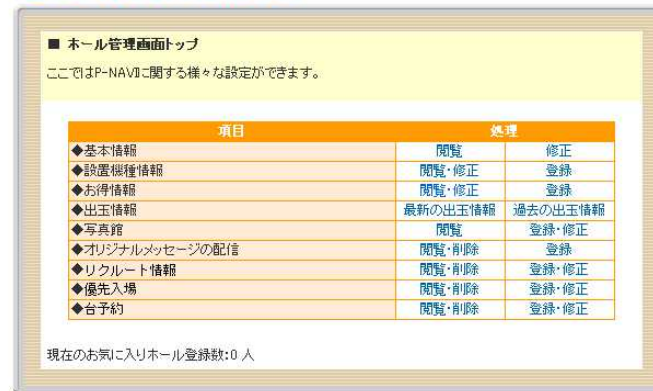 ■ ホール管理画面トップ
ここではP-NAVIに関する様々な設定ができます。
項目 処理
◆基本情報 閲覧 修正
◆設置機種情報 閲覧・修正 登録
◆お得情報 閲覧・修正 登録
◆出玉情報 最新の出玉情報 過去の出玉情報
◆写真館 閲覧 登録・修正
◆オリジナルメッセージの配信 閲覧・削除 登録
◆リクルート情報 閲覧・削除 登録・修正
◆優先入場 閲覧・削除 登録・修正
◆台予約 閲覧・削除 登録・修正
現在のお気に入りホール登録数:0 人